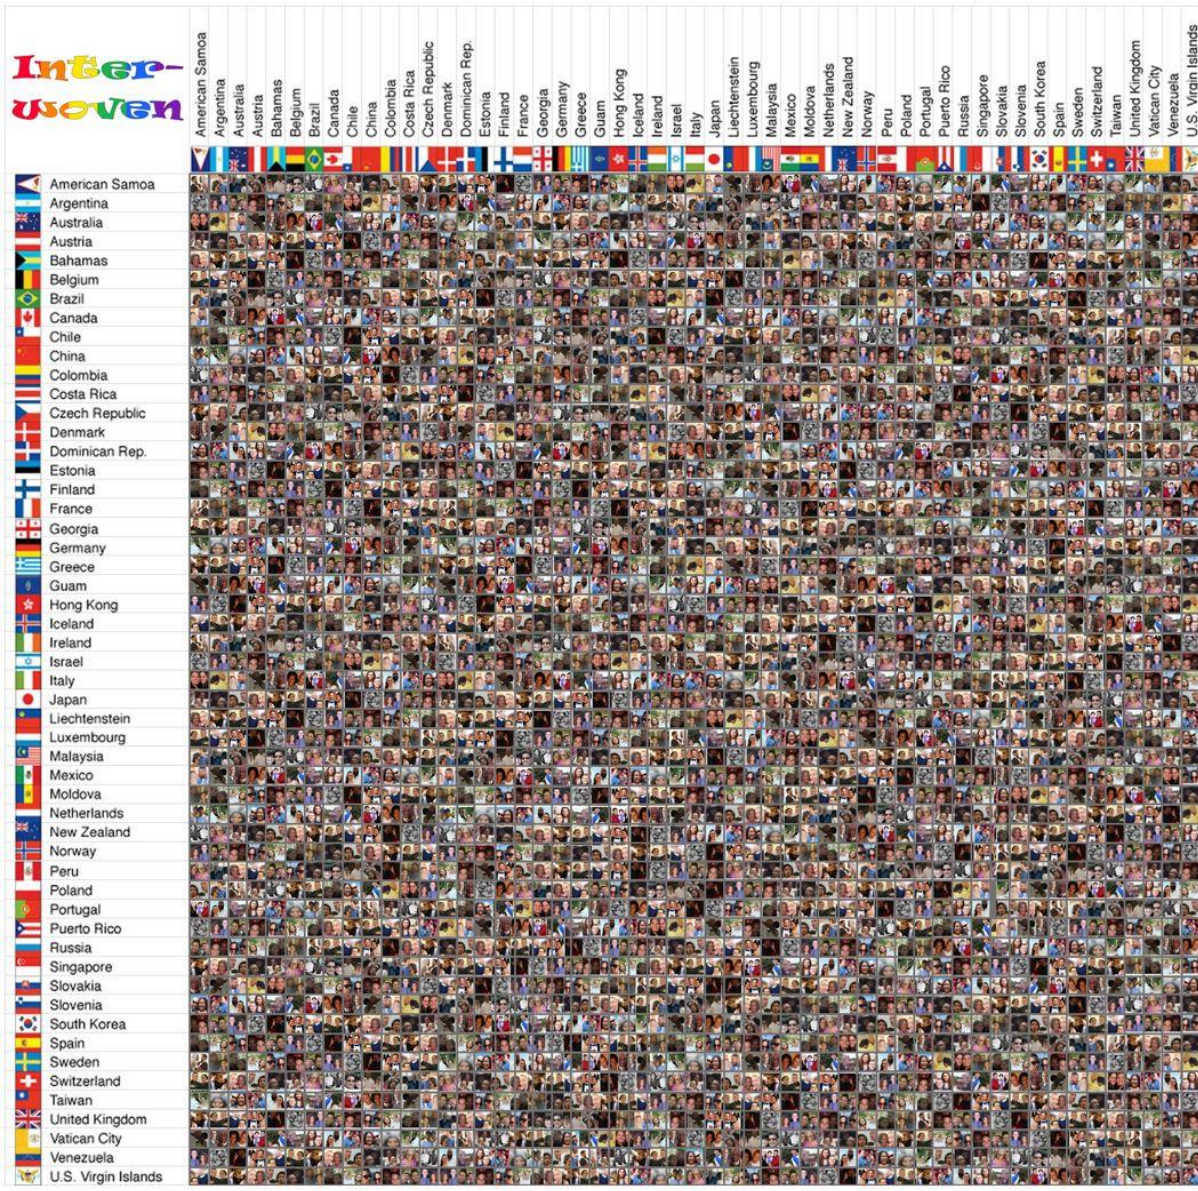 Inter-
woven
American Samoa
Argentina
Australia
Austria
Bahamas
Belgium
Brazil
Canada
Chile
China
Colombia
Costa Rica
Czech Republic
Denmark
Dominican Rep.
Estonia
Finland
France
Georgia
Germany
Greece
Guam
Hong Kong
Iceland
Ireland
Israel
Italy
Japan
Liechtenstein
Luxembourg
Malaysia
Mexico
Moldova
Netherlands
New Zealand
Norway
Peru
Poland
Portugal
Puerto Rico
Russia
Singapore
Slovakia
Slovenia
South Korea
Spain
Sweden
Switzerland
Taiwan
United Kingdom
Vatican City
Venezuela
U.S. Virgin Islands
American Samoa
Argentina
Australia
Austria
Bahamas
Belgium
Brazil
Canada
Chile
China
Colombia
Costa Rica
Czech Republic
Denmark
Dominican Rep.
Estonia
Finland
France
Georgia
Germany
Greece
Guam
Hong Kong
Iceland
Ireland
Israel
Italy
Japan
Liechtenstein
Luxembourg
Malaysia
Mexico
Moldova
Netherlands
New Zealand
Norway
Peru
Poland
Portugal
Puerto Rico
Russia
Singapore
Slovakia
Slovenia
South Korea
Spain
Sweden
Switzerland
Taiwan
United Kingdom
Vatican City
Venezuela
U.S. Virgin Islands